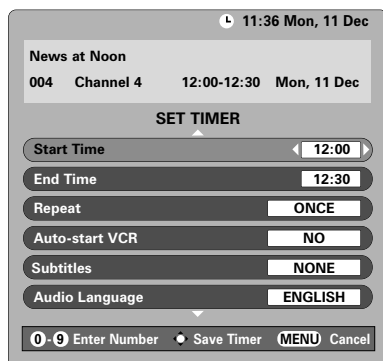 11:36 Mon, 11 Dec
News at Noon
004 Channel 4 12:00-12:30 Mon, 11 Dec
SET TIMER
Start Time 12:00
End Time 12:30
Repeat ONCE
Auto-start VCR NO
Subtitles NONE
Audio Language ENGLISH
0-9 Enter Number Save Timer MENU Cancel